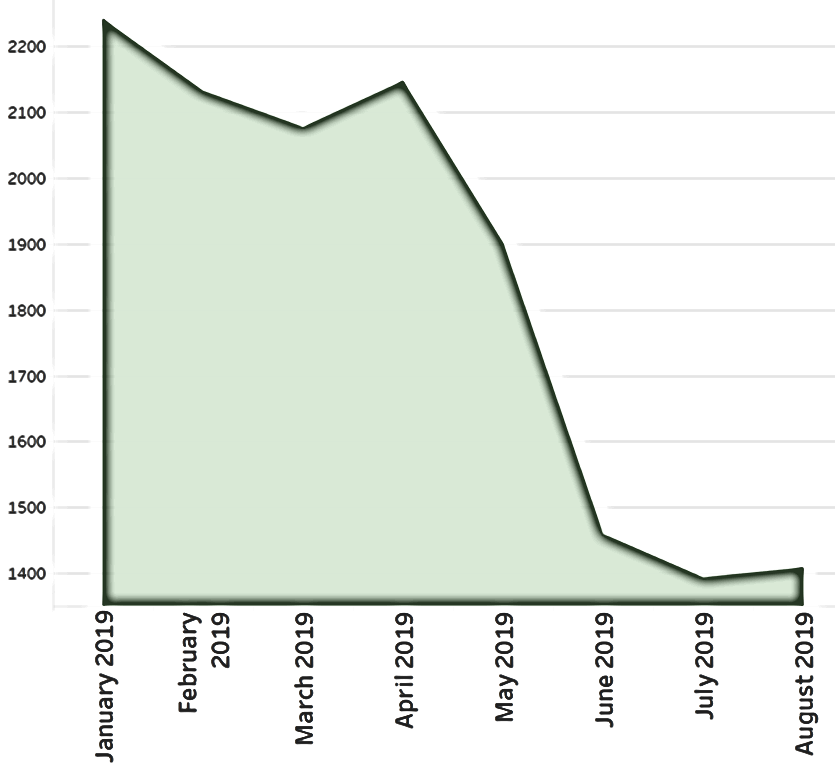 2200
2100
2000
1900
1800
1700
1600
1500
1400
January 2019
February
2019
March 2019
April 2019
May 2019
June 2019
July 2019
August 2019